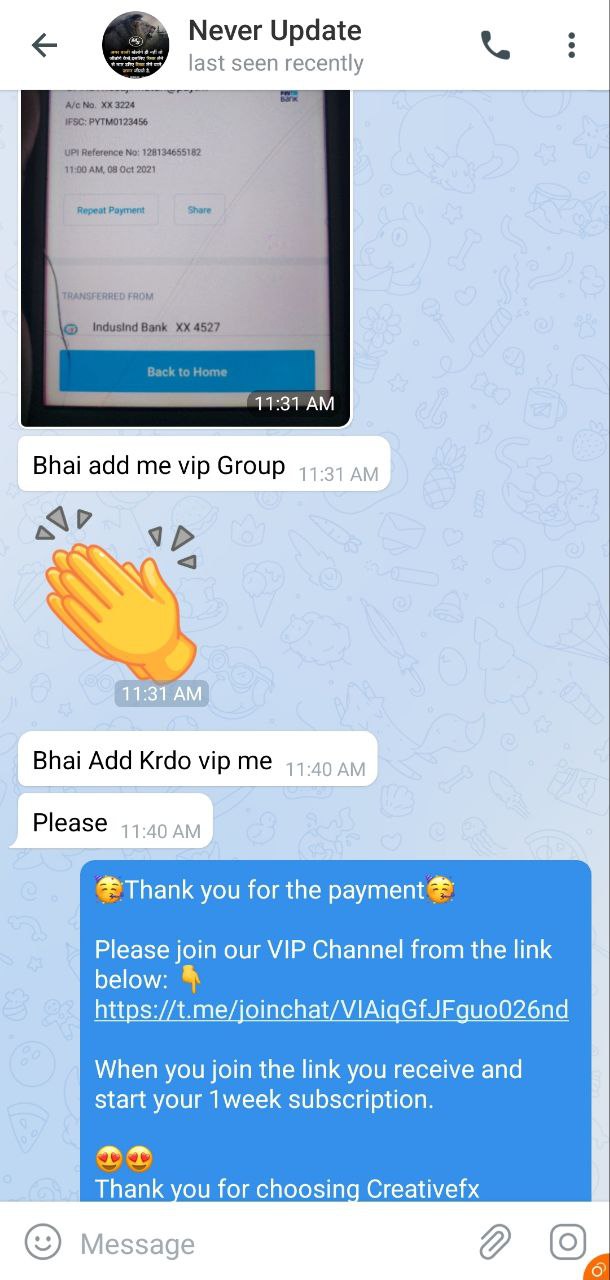 Never Update
last seen recently
A/c No. XX 3224
IFSC: PYTM0123456
Bank
UPI Reference No: 128134655182
11:00 AM, 08 Oct 2021
Repeat Payment
Share
TRANSFERRED FROM
IndusInd Bank XX 4527
Back to Home
11:31 AM
Bhai add me vip Group 11:31 AM
11:31 AM
Bhai Add Krdo vip me 11:40 AM
Please 11:40 AM
🥳Thank you for the payment🥳
Please join our VIP Channel from the link
below: 👇
https://t.me/joinchat/VIAiqGfJFguo026nd
When you join the link you receive and
start your 1week subscription.
😍😍
Thank you for choosing Creativefx
Message